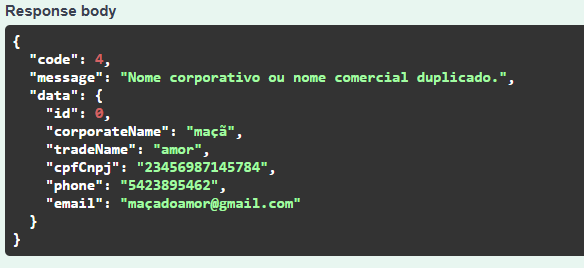 Response body
{
"code": 4,
"message": "Nome corporativo ou nome comercial duplicado.",
"data": {
"id": 0,
"corporateName": "maçã",
"tradeName": "amor",
"cpfCnpj": "23456987145784",
"phone": "5423895462",
"email": "maçadoamor@gmail.com"
}
}